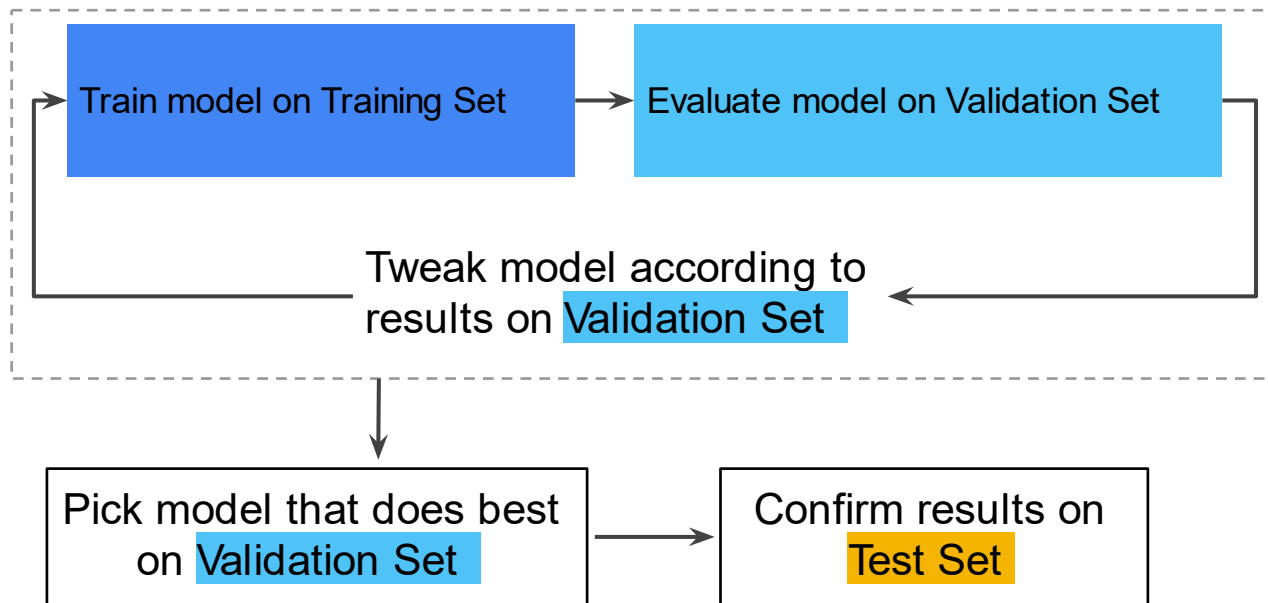 Train model on Training Set
Evaluate model on Validation Set
Tweak model according to
results on Validation Set
Pick model that does best
on Validation Set
Confirm results on
Test Set